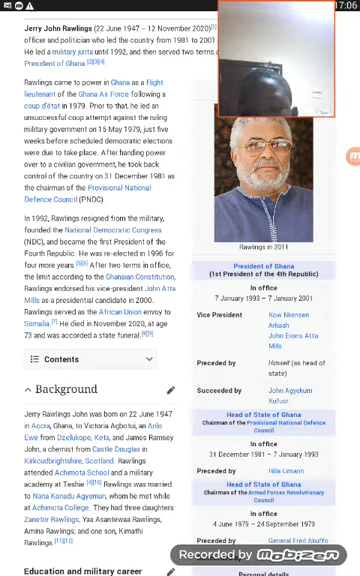 17:06
Jerry John Rawlings (22 June 1947 – 12 November 2020)[1]
officer and politician who led the country from 1981 to 2001
He led a military junta until 1992, and then served two terms a
President of Ghana.[2][3][4]
Rawlings came to power in Ghana as a flight
lieutenant of the Ghana Air Force following a
coup d'état in 1979. Prior to that, he led an
unsuccessful coup attempt against the ruling
military government on 15 May 1979, just five
weeks before scheduled democratic elections
were due to take place. After handing power
over to a civilian government, he took back
control of the country on 31 December 1981 as
the chairman of the Provisional National
Defence Council (PNDC).
In 1992, Rawlings resigned from the military,
founded the National Democratic Congress
(NDC), and became the first President of the
Fourth Republic. He was re-elected in 1996 for
four more years.[5][6] After two terms in office,
the limit according to the Ghanaian Constitution,
Rawlings endorsed his vice-president John Atta
Mills as a presidential candidate in 2000.
Rawlings served as the African Union envoy to
Somalia.[7] He died in November 2020, at age
73 and was accorded a state funeral.[8][9]
Contents
Background
Jerry Rawlings John was born on 22 June 1947
in Accra, Ghana, to Victoria Agbotui, an Anlo
Ewe from Dzelukope, Keta, and James Ramsey
John, a chemist from Castle Douglas in
Kirkcudbrightshire, Scotland. Rawlings
attended Achimota School and a military
academy at Teshie.[4][10] Rawlings was married
to Nana Konadu Agyeman, whom he met while
at Achimota College. They had three daughters:
Zanetor Rawlings, Yaa Asantewaa Rawlings,
Amina Rawlings; and one son, Kimathi
Rawlings.[11][12]
Education and military career
Rawlings in 2011
President of Ghana
(1st President of the 4th Republic)
In office
7 January 1993 – 7 January 2001
Vice President Kow Nkensen
Arkaah
John Evans Atta
Mills
Preceded by Himself (as head of
state)
Succeeded by John Agyekum
Kufuor
Head of State of Ghana
Chairman of the Provisional National Defence
Council
In office
31 December 1981 – 7 January 1993
Preceded by Hilla Limann
Head of State of Ghana
Chairman of the Armed Forces Revolutionary
Council
In office
4 June 1979 – 24 September 1979
Preceded by General Fred Akuffo
Personal details
Recorded by mobizen